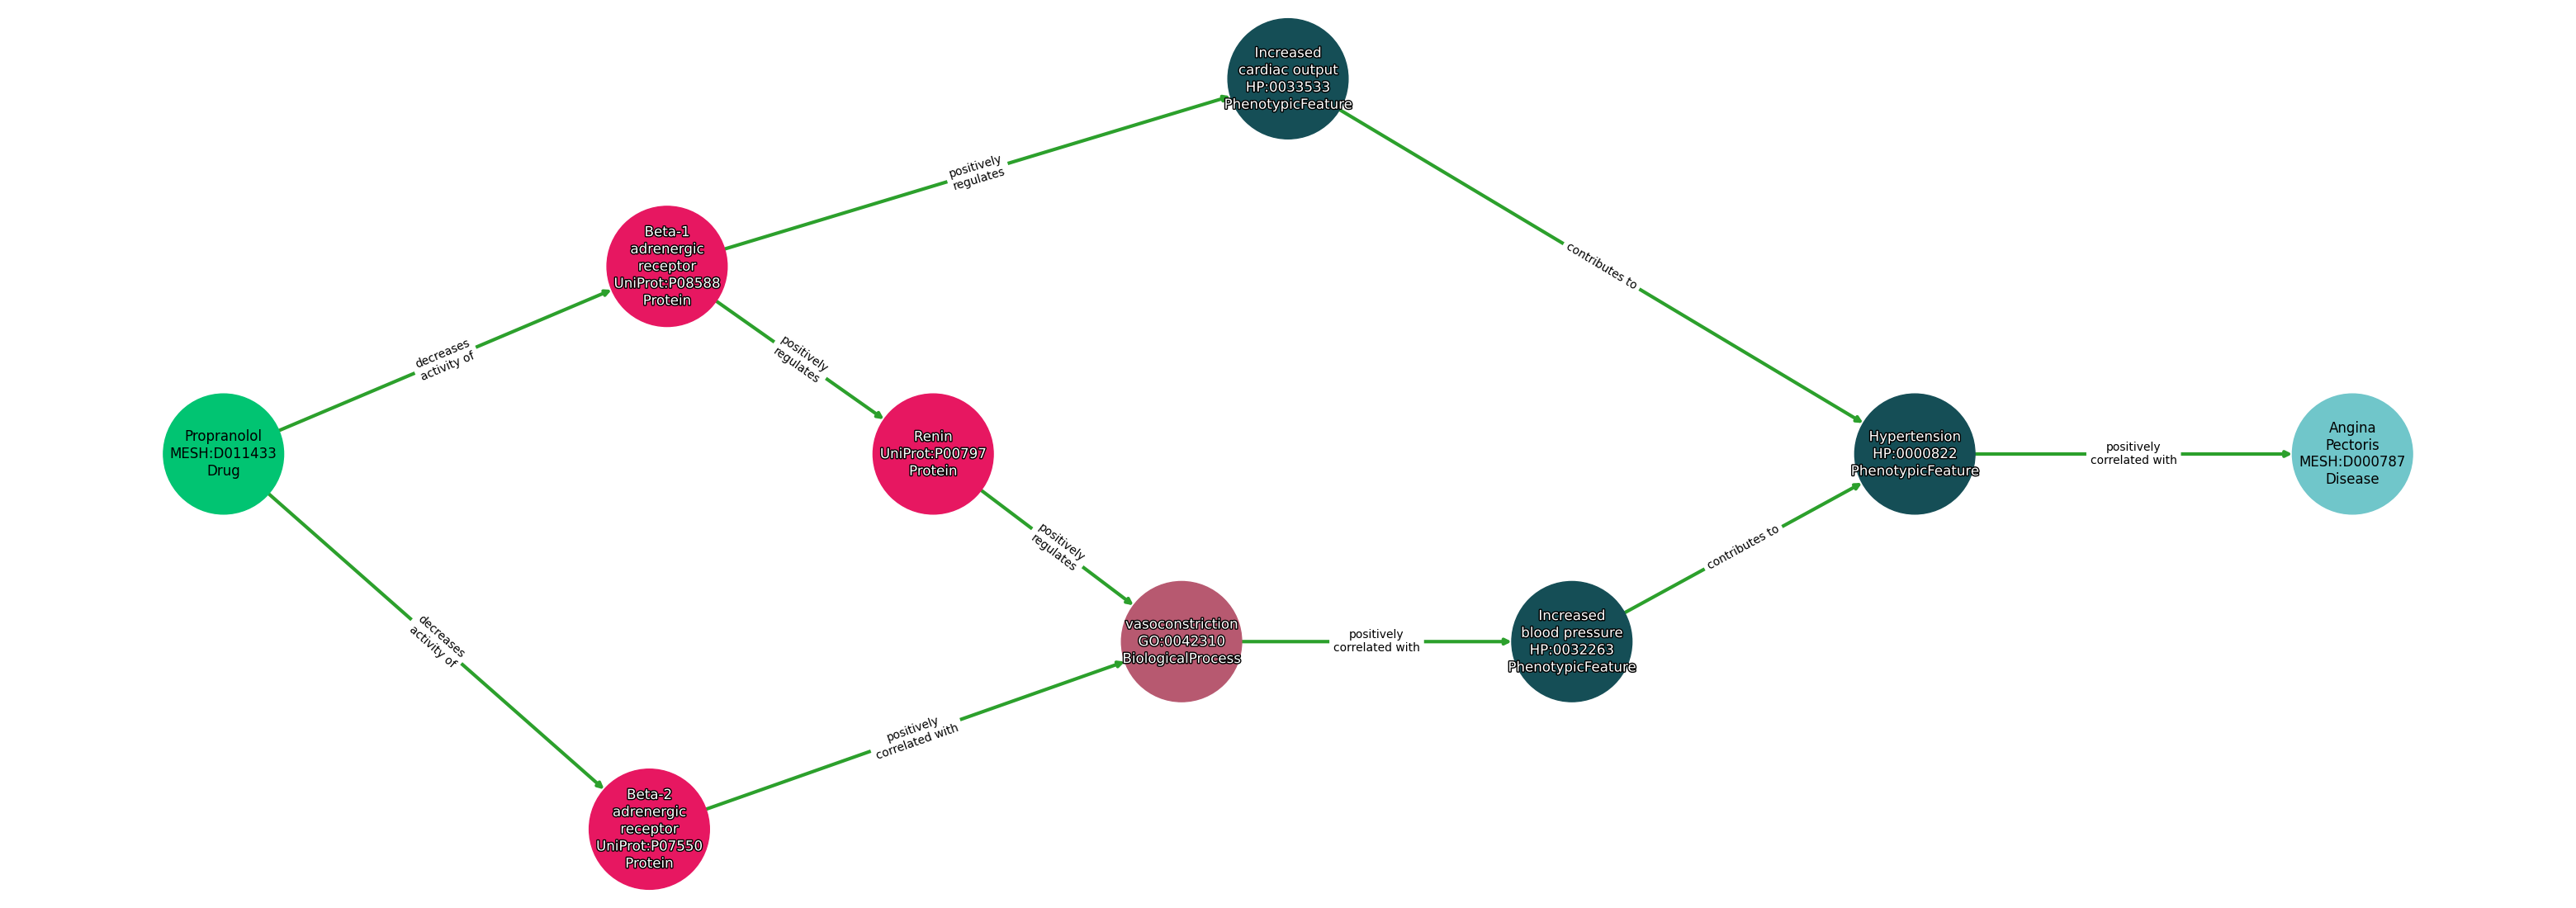 Increased
cardiac output
HP:0033533
PhenotypicFeature
positively
regulates
Beta-1
adrenergic
receptor
UniProt:P08588
Protein
contributes to
decreases
activity of
positively
regulates
Propranolol
MESH:D011433
Drug
Renin
UniProt:P00797
Protein
Hypertension
HP:0000822
PhenotypicFeature
positively
correlated with
Angina
Pectoris
MESH:D000787
Disease
positively
regulates
contributes to
decreases
activity of
vasoconstriction
GO:0042310
BiologicalProcess
positively
correlated with
Increased
blood pressure
HP:0032263
PhenotypicFeature
positively
correlated with
Beta-2
adrenergic
receptor
UniProt:P07550
Protein